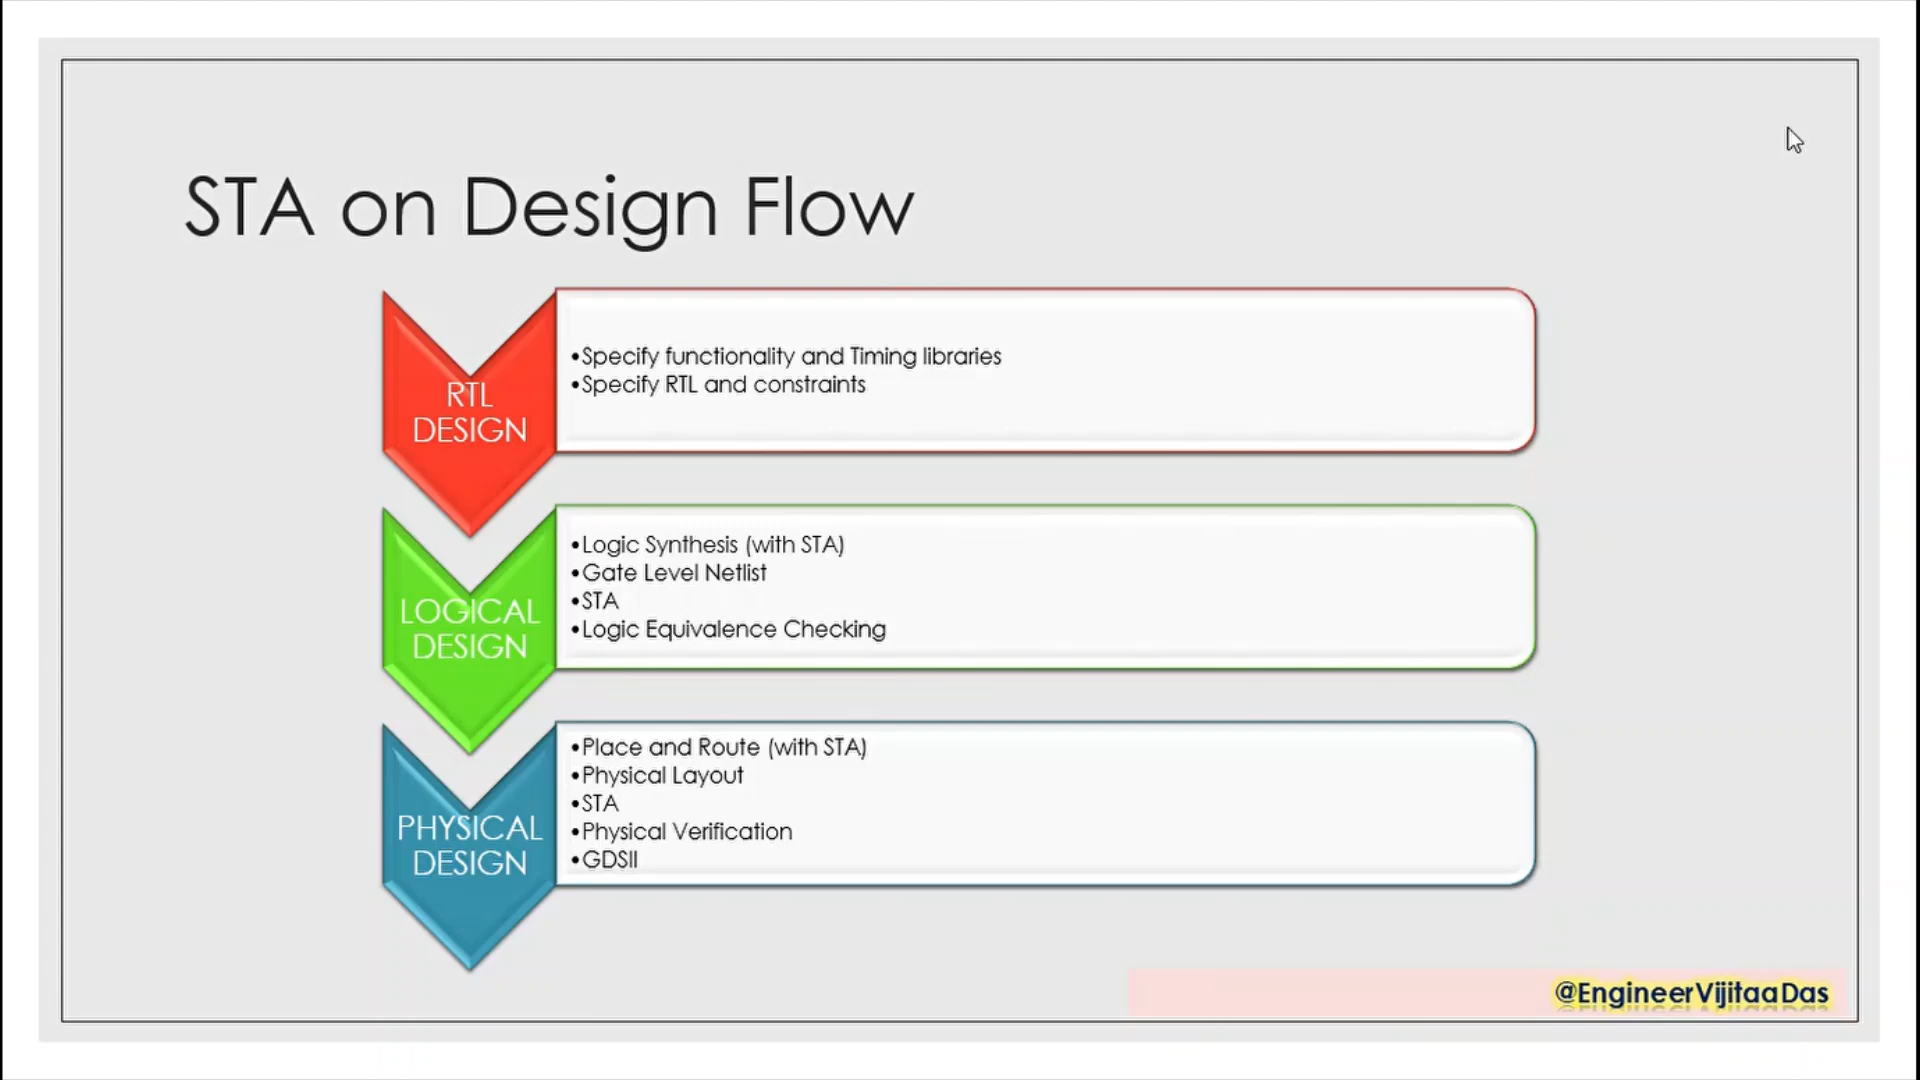 STA on Design Flow
RTL
DESIGN
•Specify functionality and Timing libraries
•Specify RTL and constraints
LOGICAL
DESIGN
•Logic Synthesis (with STA)
•Gate Level Netlist
•STA
•Logic Equivalence Checking
PHYSICAL
DESIGN
•Place and Route (with STA)
•Physical Layout
•STA
•Physical Verification
•GDSII
@EngineerVijitaaDas